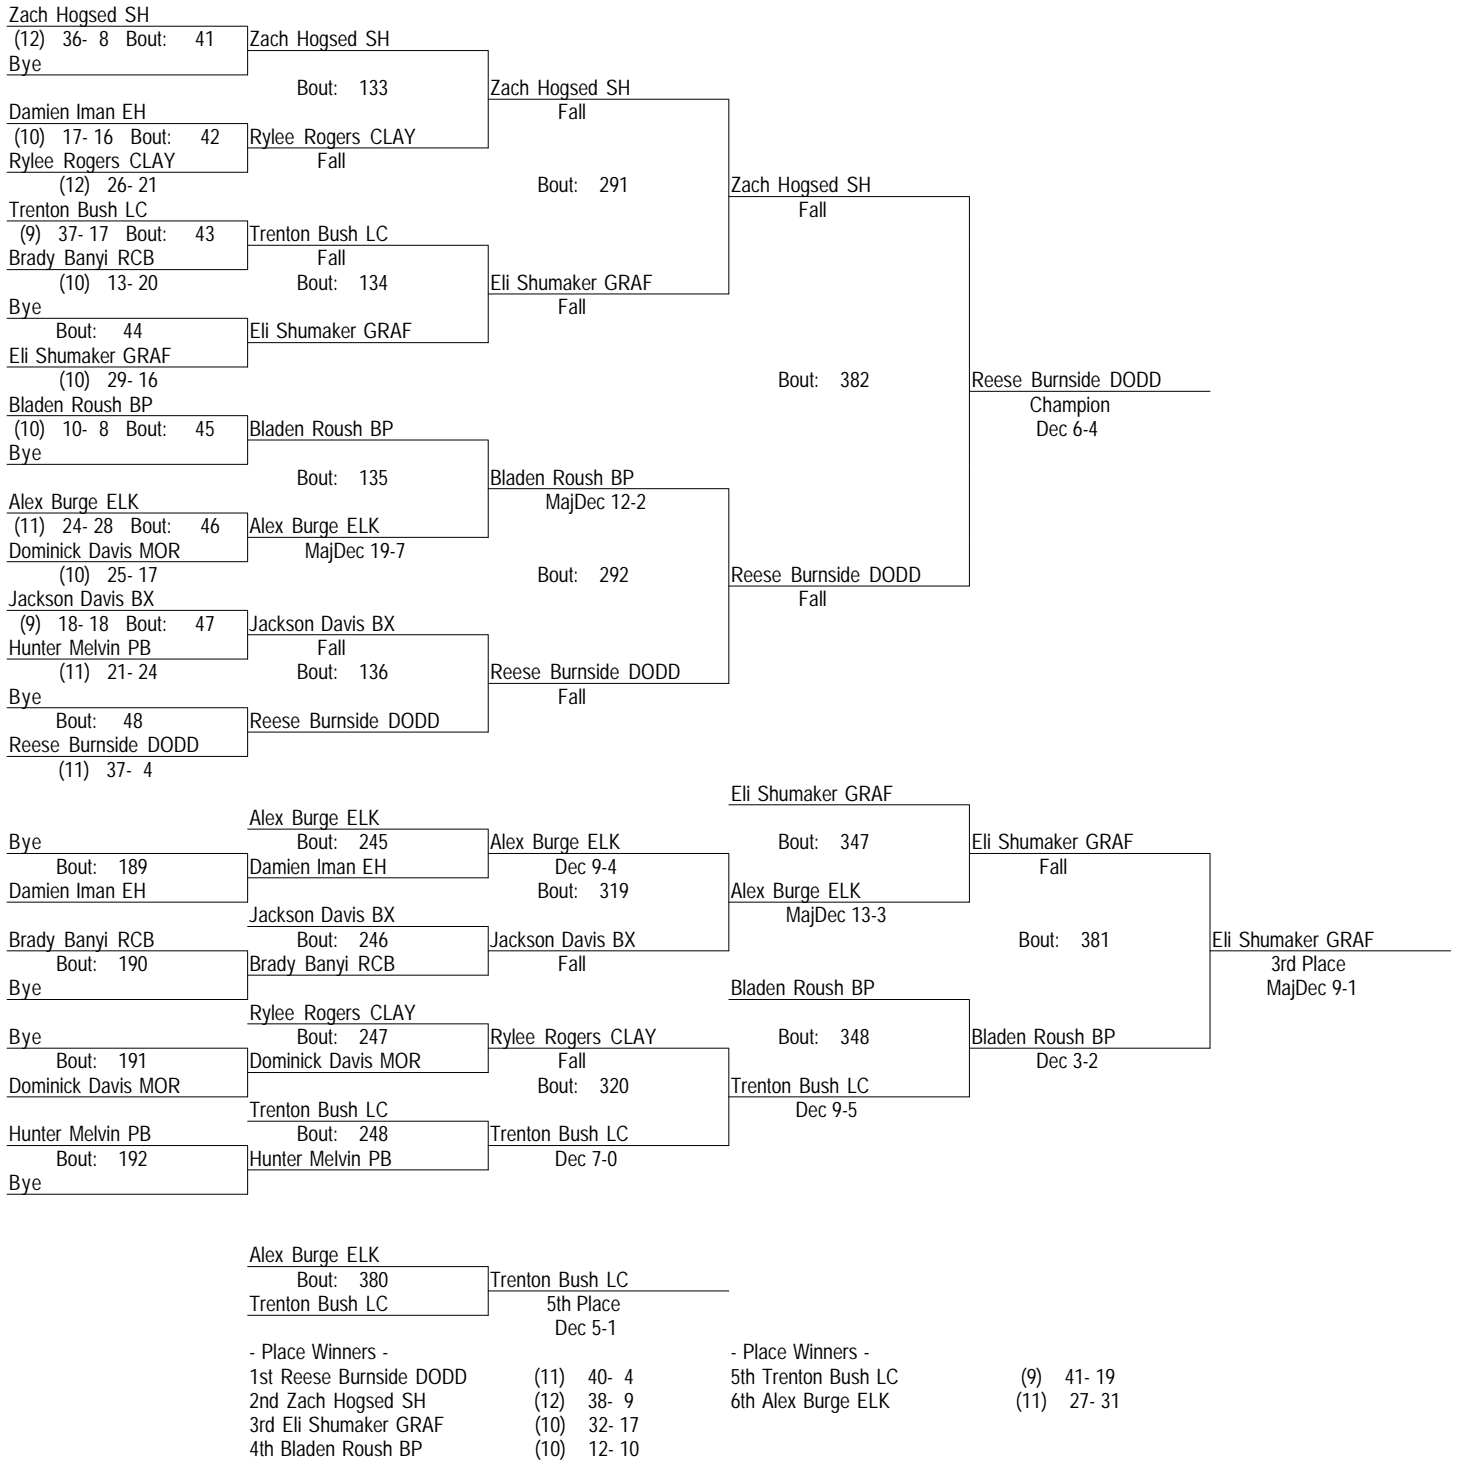 Zach Hogsed SH
(12) 36- 8 Bout: 41 Zach Hogsed SH
Bye
Bout: 133 Zach Hogsed SH
Damien Iman EH Fall
(10) 17- 16 Bout: 42 Rylee Rogers CLAY
Rylee Rogers CLAY Fall
(12) 26- 21 Bout: 291 Zach Hogsed SH
Trenton Bush LC Fall
(9) 37- 17 Bout: 43 Trenton Bush LC
Brady Banyi RCB Fall
(10) 13- 20 Bout: 134 Eli Shumaker GRAF
Bye Fall
Bout: 44 Eli Shumaker GRAF
Eli Shumaker GRAF
(10) 29- 16 Bout: 382 Reese Burnside DODD
Bladen Roush BP Champion
(10) 10- 8 Bout: 45 Bladen Roush BP Dec 6-4
Bye
Bout: 135 Bladen Roush BP
Alex Burge ELK MajDec 12-2
(11) 24- 28 Bout: 46 Alex Burge ELK
Dominick Davis MOR MajDec 19-7
(10) 25- 17 Bout: 292 Reese Burnside DODD
Jackson Davis BX Fall
(9) 18- 18 Bout: 47 Jackson Davis BX
Hunter Melvin PB Fall
(11) 21- 24 Bout: 136 Reese Burnside DODD
Bye Fall
Bout: 48 Reese Burnside DODD
Reese Burnside DODD
(11) 37- 4
Eli Shumaker GRAF
Alex Burge ELK
Bye Bout: 245 Alex Burge ELK Bout: 347 Eli Shumaker GRAF
Bout: 189 Damien Iman EH Dec 9-4 Fall
Damien Iman EH Bout: 319 Alex Burge ELK
Jackson Davis BX MajDec 13-3
Brady Banyi RCB Bout: 246 Jackson Davis BX Bout: 381 Eli Shumaker GRAF
Bout: 190 Brady Banyi RCB Fall 3rd Place
Bye Bladen Roush BP MajDec 9-1
Rylee Rogers CLAY
Bye Bout: 247 Rylee Rogers CLAY Bout: 348 Bladen Roush BP
Bout: 191 Dominick Davis MOR Fall Dec 3-2
Dominick Davis MOR Bout: 320 Trenton Bush LC
Trenton Bush LC Dec 9-5
Hunter Melvin PB Bout: 248 Trenton Bush LC
Bout: 192 Hunter Melvin PB Dec 7-0
Bye
Alex Burge ELK
Bout: 380 Trenton Bush LC
Trenton Bush LC 5th Place
Dec 5-1
- Place Winners - - Place Winners -
1st Reese Burnside DODD (11) 40- 4 5th Trenton Bush LC (9) 41- 19
2nd Zach Hogsed SH (12) 38- 9 6th Alex Burge ELK (11) 27- 31
3rd Eli Shumaker GRAF (10) 32- 17
4th Bladen Roush BP (10) 12- 10